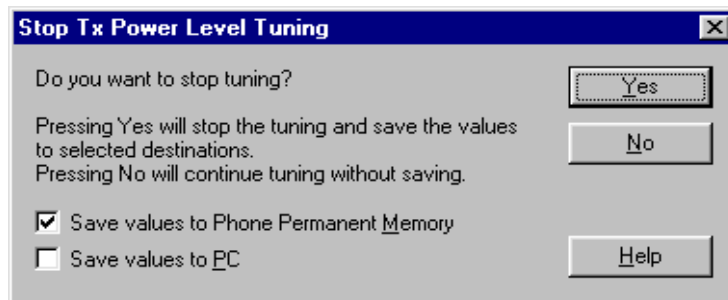 Stop Tx Power Level Tuning
Do you want to stop tuning?
Yes
Pressing Yes will stop the tuning and save the values
to selected destinations.
No
Pressing No will continue tuning without saving.
Save values to Phone Permanent Memory
Save values to PC
Help